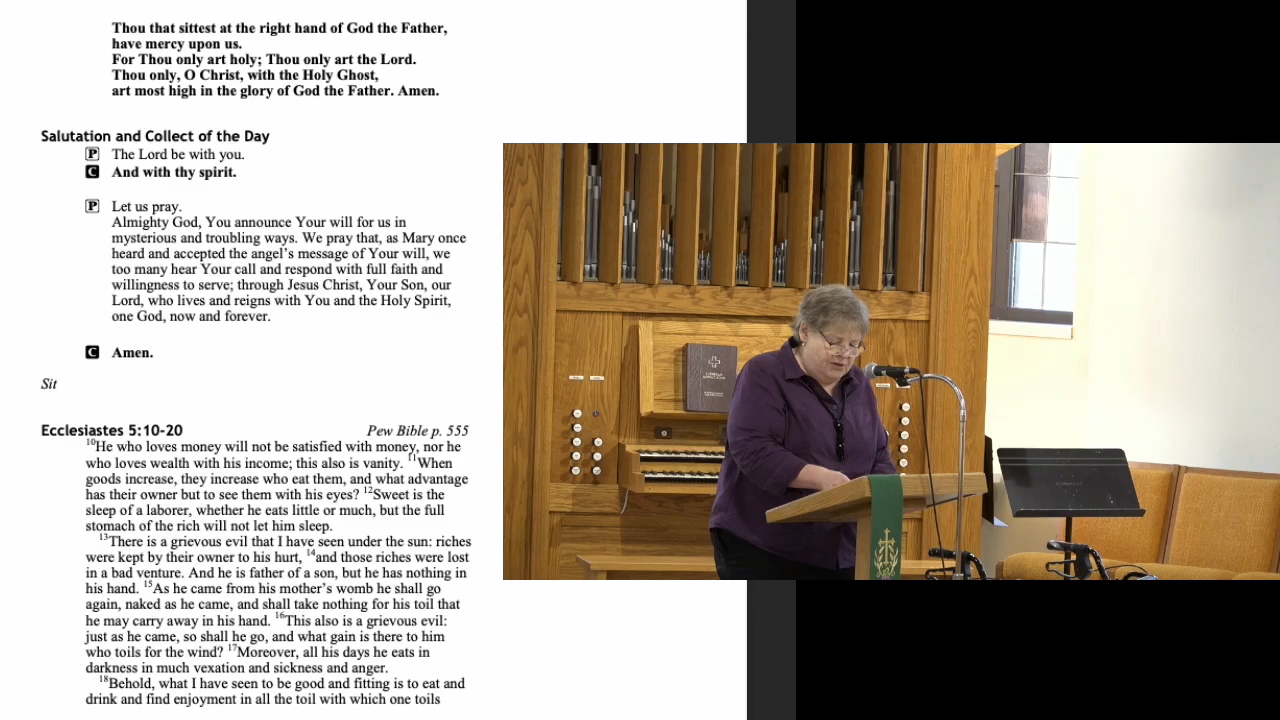 Thou that sittest at the right hand of God the Father,
have mercy upon us.
For Thou only art holy; Thou only art the Lord.
Thou only, O Christ, with the Holy Ghost,
art most high in the glory of God the Father. Amen.
Salutation and Collect of the Day
P The Lord be with you.
C And with thy spirit.
P Let us pray.
Almighty God, You announce Your will for us in
mysterious and troubling ways. We pray that, as Mary once
heard and accepted the angel's message of Your will, we
too many hear Your call and respond with full faith and
willingness to serve; through Jesus Christ, Your Son, our
Lord, who lives and reigns with You and the Holy Spirit,
one God, now and forever.
C Amen.
Sit
Ecclesiastes 5:10-20 Pew Bible p. 555
10He who loves money will not be satisfied with money, nor he
who loves wealth with his income; this also is vanity. 11When
goods increase, they increase who eat them, and what advantage
has their owner but to see them with his eyes? 12Sweet is the
sleep of a laborer, whether he eats little or much, but the full
stomach of the rich will not let him sleep.
13There is a grievous evil that I have seen under the sun: riches
were kept by their owner to his hurt, 14and those riches were lost
in a bad venture. And he is father of a son, but he has nothing in
his hand. 15As he came from his mother's womb he shall go
again, naked as he came, and shall take nothing for his toil that
he may carry away in his hand. 16This also is a grievous evil:
just as he came, so shall he go, and what gain is there to him
who toils for the wind? 17Moreover, all his days he eats in
darkness in much vexation and sickness and anger.
18Behold, what I have seen to be good and fitting is to eat and
drink and find enjoyment in all the toil with which one toils